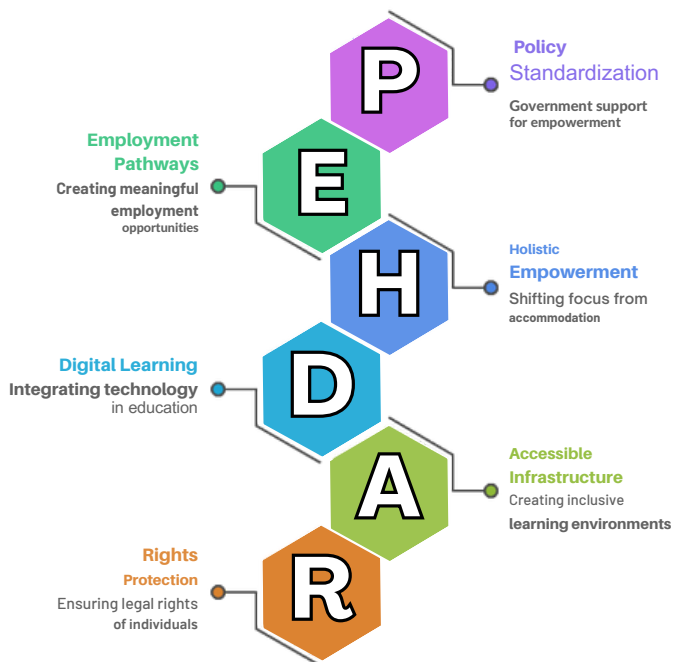 P
Policy
Standardization
Government support
for empowerment
E
Employment
Pathways
Creating meaningful
employment
opportunities
H
Holistic
Empowerment
Shifting focus from
accommodation
D
Digital Learning
Integrating technology
in education
A
Accessible
Infrastructure
Creating inclusive
learning environments
R
Rights
Protection
Ensuring legal rights
of individuals